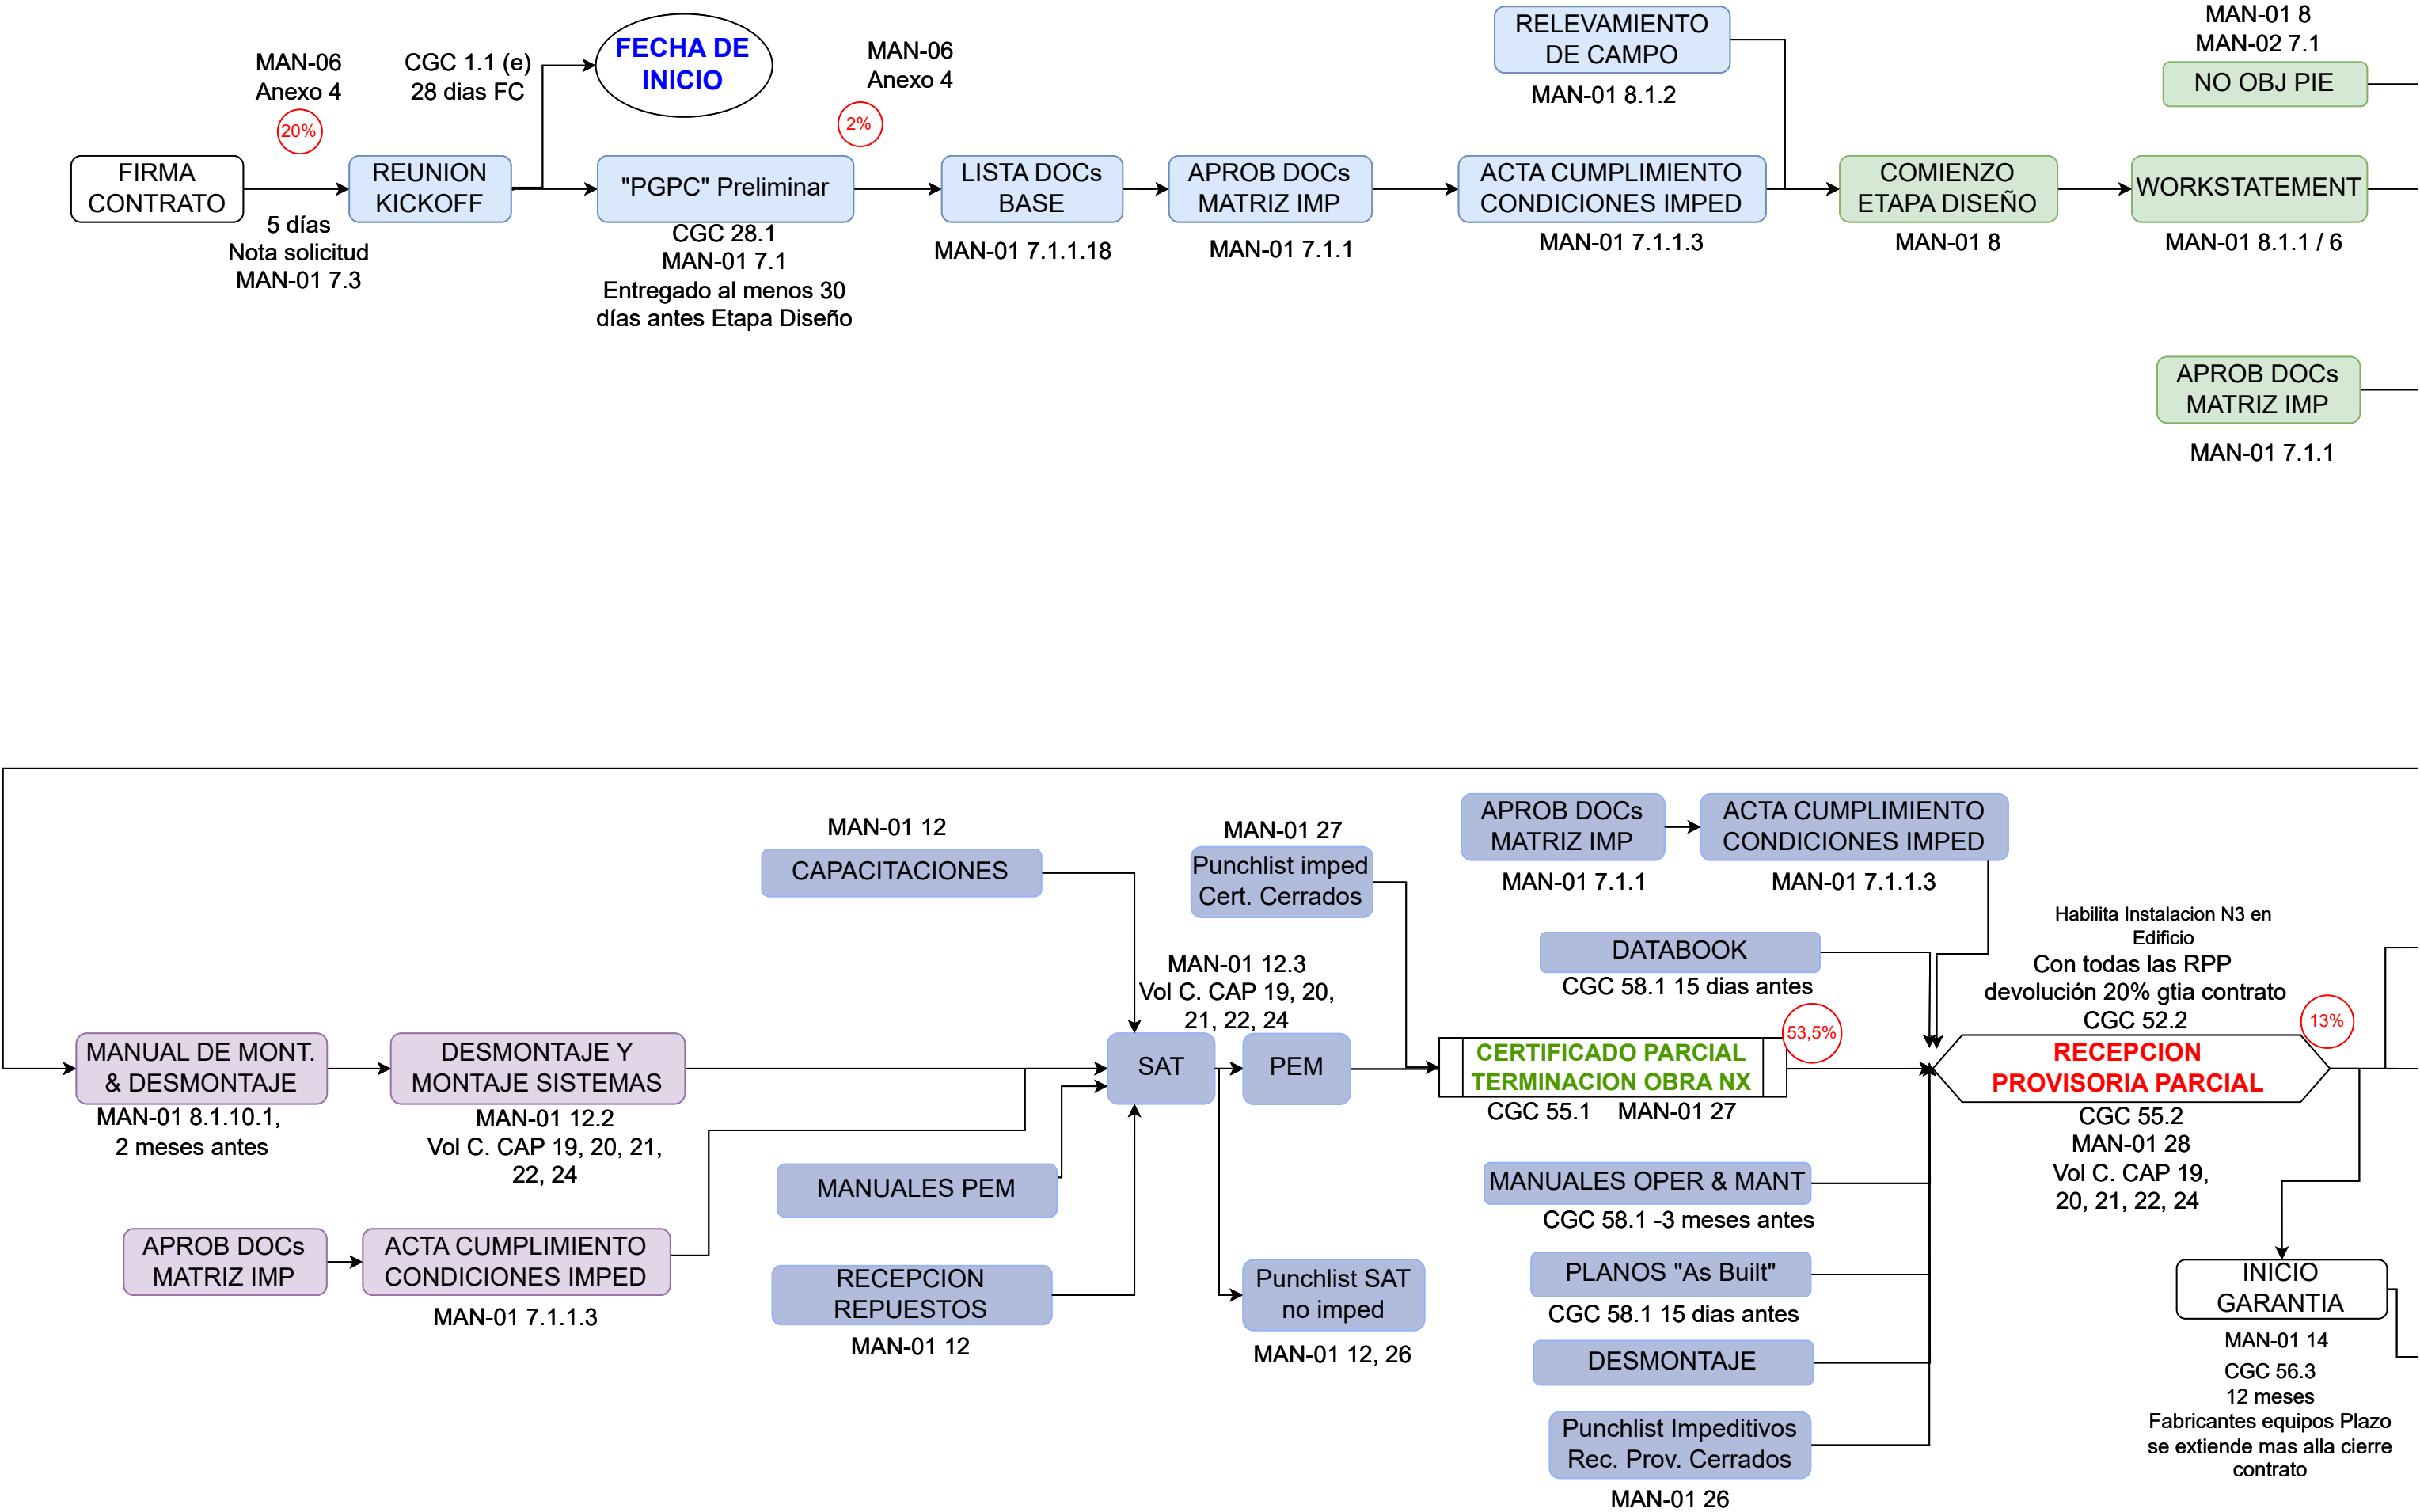 MAN-06
Anexo 4
20%
CGC 1.1 (e)
28 dias FC
FECHA DE
INICIO
MAN-06
Anexo 4
2%
RELEVAMIENTO
DE CAMPO
MAN-01 8.1.2
MAN-01 8
MAN-02 7.1
NO OBJ PIE
FIRMA
CONTRATO
5 días
Nota solicitud
MAN-01 7.3
REUNION
KICKOFF
"PGPC" Preliminar
CGC 28.1
MAN-01 7.1
Entregado al menos 30
días antes Etapa Diseño
LISTA DOCs
BASE
MAN-01 7.1.1.18
APROB DOCs
MATRIZ IMP
MAN-01 7.1.1
ACTA CUMPLIMIENTO
CONDICIONES IMPED
MAN-01 7.1.1.3
COMIENZO
ETAPA DISEÑO
MAN-01 8
WORKSTATEMENT
MAN-01 8.1.1 / 6
APROB DOCs
MATRIZ IMP
MAN-01 7.1.1
MANUAL DE MONT.
& DESMONTAJE
MAN-01 8.1.10.1,
2 meses antes
DESMONTAJE Y
MONTAJE SISTEMAS
MAN-01 12.2
Vol C. CAP 19, 20, 21,
22, 24
APROB DOCs
MATRIZ IMP
ACTA CUMPLIMIENTO
CONDICIONES IMPED
MAN-01 7.1.1.3
MAN-01 12
CAPACITACIONES
MANUALES PEM
RECEPCION
REPUESTOS
MAN-01 12
MAN-01 27
Punchlist imped
Cert. Cerrados
MAN-01 12.3
Vol C. CAP 19, 20,
21, 22, 24
SAT
PEM
Punchlist SAT
no imped
MAN-01 12, 26
APROB DOCs
MATRIZ IMP
MAN-01 7.1.1
ACTA CUMPLIMIENTO
CONDICIONES IMPED
MAN-01 7.1.1.3
DATABOOK
CGC 58.1 15 dias antes
53,5%
CERTIFICADO PARCIAL
TERMINACION OBRA NX
CGC 55.1 MAN-01 27
MANUALES OPER & MANT
CGC 58.1 -3 meses antes
PLANOS "As Built"
CGC 58.1 15 dias antes
DESMONTAJE
Punchlist Impeditivos
Rec. Prov. Cerrados
MAN-01 26
Habilita Instalacion N3 en
Edificio
Con todas las RPP
devolución 20% gtia contrato
CGC 52.2
13%
RECEPCION
PROVISORIA PARCIAL
CGC 55.2
MAN-01 28
Vol C. CAP 19,
20, 21, 22, 24
INICIO
GARANTIA
MAN-01 14
CGC 56.3
12 meses
Fabricantes equipos Plazo
se extiende mas alla cierre
contrato